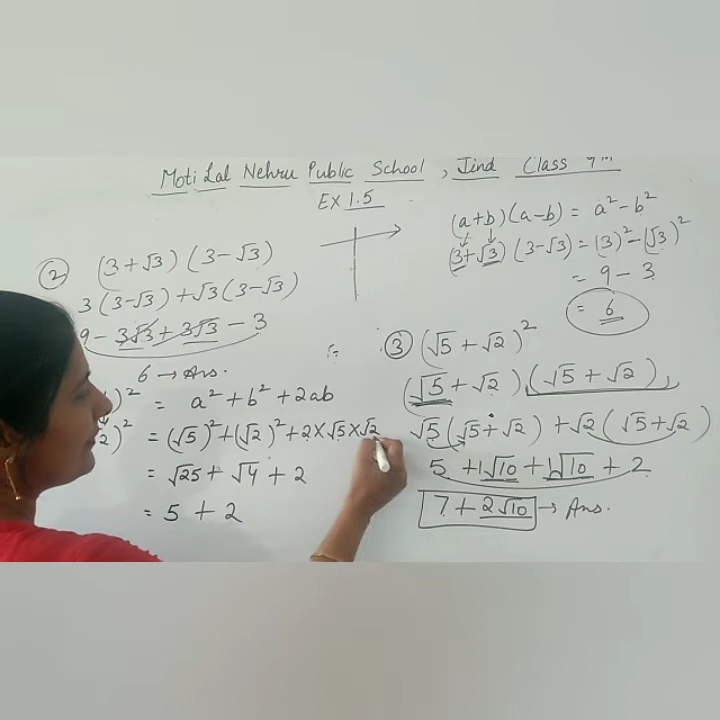 Moti Lal Nehru Public School, Jind Class 9th
EX 1.5
② (3+√3) (3-√3)
3(3-√3) + √3(3-√3)
9 - 3√3 + 3√3 - 3
6 → Ans.
)² = a² + b² + 2ab
2)² = (√5)² + (√2)² + 2×√5×√2
= √25 + √4 + 2
= 5 + 2
(a+b) (a-b) = a² - b²
(3+√3) (3-√3) = (3)² - (√3)²
= 9 - 3
= 6
③ (√5 + √2)²
(√5 + √2) (√5 + √2)
√5 (√5 + √2) + √2 (√5 + √2)
5 + 1√10 + 1√10 + 2
7 + 2√10 → Ans.